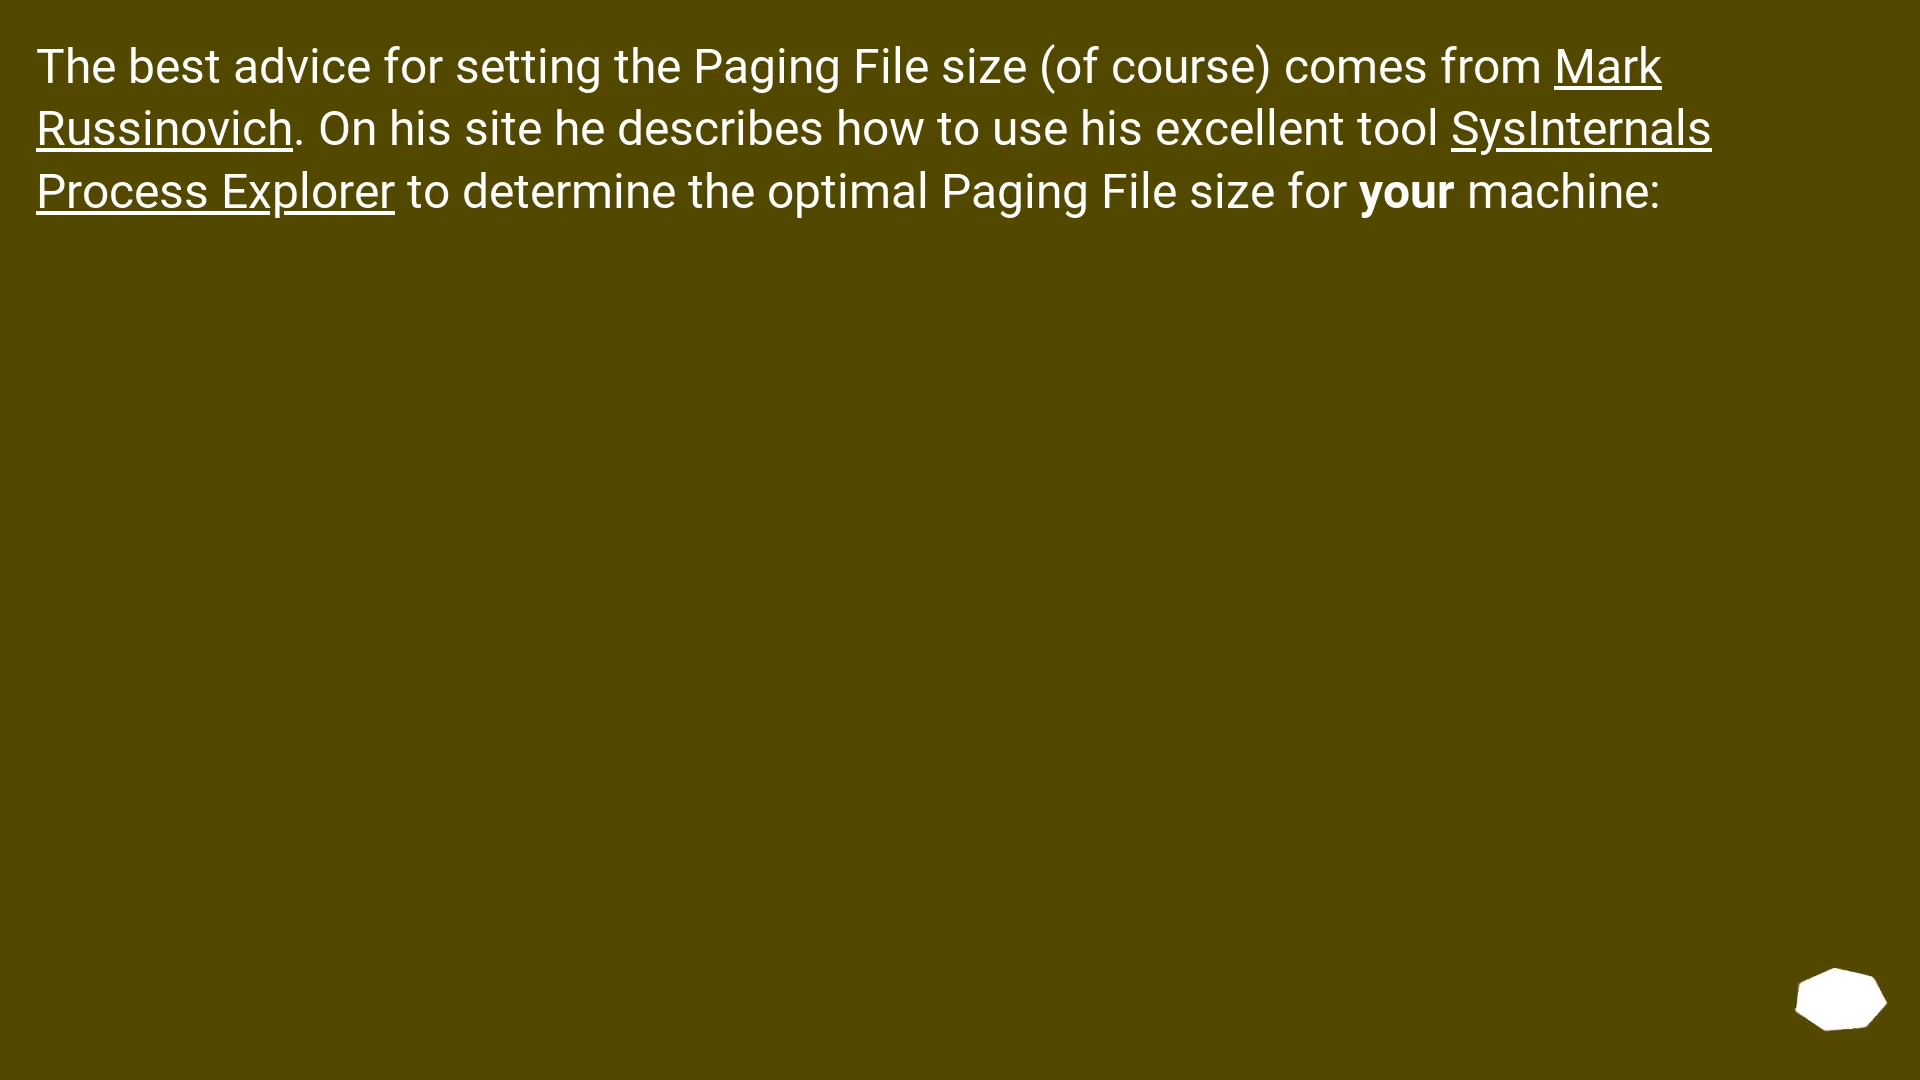 The best advice for setting the Paging File size (of course) comes from Mark
Russinovich. On his site he describes how to use his excellent tool SysInternals
Process Explorer to determine the optimal Paging File size for your machine: